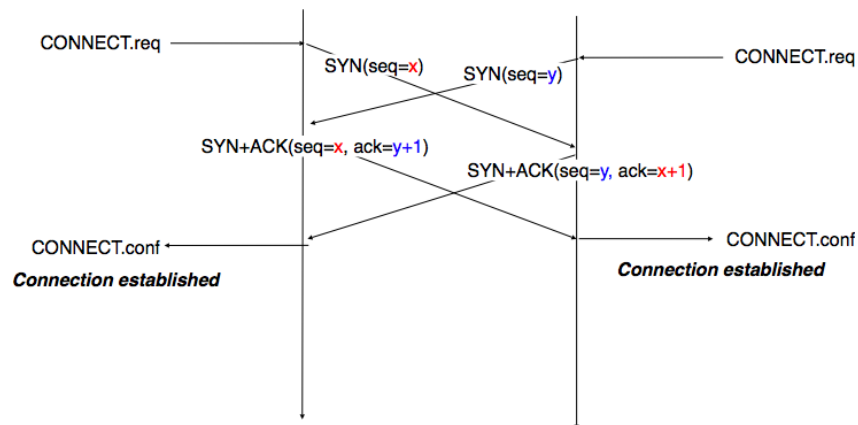 CONNECT.req
CONNECT.req
SYN(seq=x)
SYN(seq=y)
SYN+ACK(seq=x, ack=y+1)
SYN+ACK(seq=y, ack=x+1)
CONNECT.conf
CONNECT.conf
Connection established
Connection established